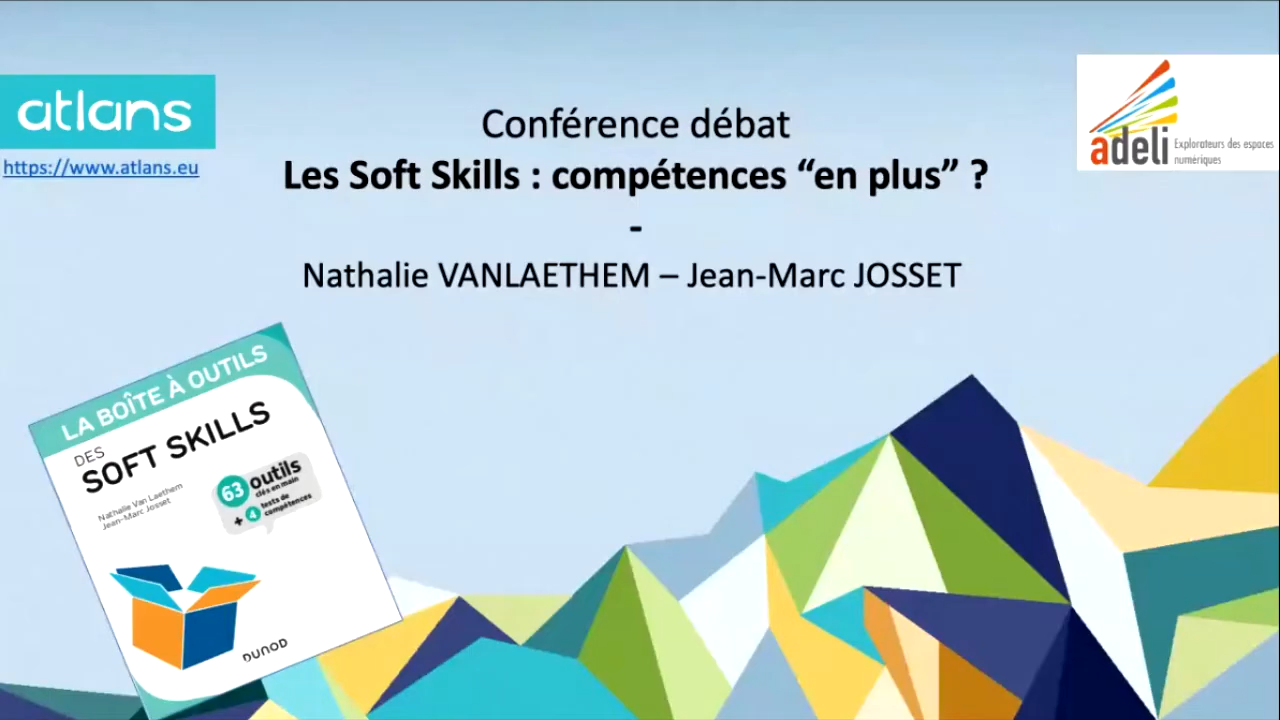 atlans
https://www.atlans.eu
Conférence débat
Les Soft Skills : compétences “en plus” ?
-
Nathalie VANLAETHEM – Jean-Marc JOSSET
adeli
Explorateurs des espaces
numériques
LA BOÎTE À OUTILS
DES
SOFT SKILLS
Nathalie Van Laethem
Jean-Marc Josset
63 outils
clés en main
+ 4 tests de
compétences
DUNOD